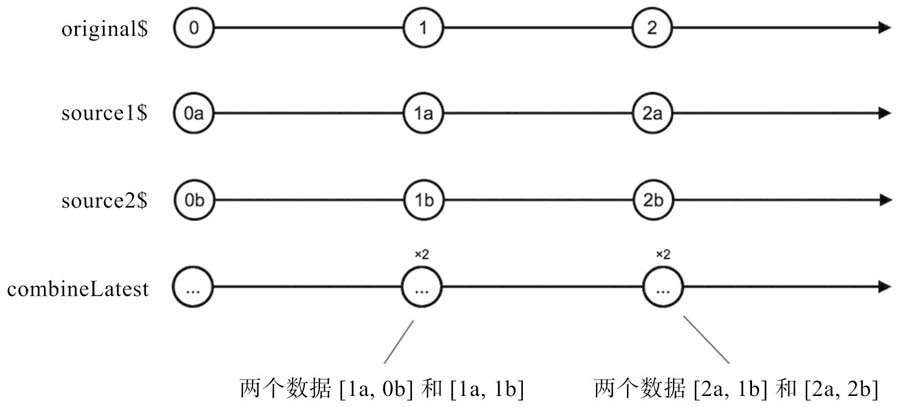 original$ 0 1 2
source1$ 0a 1a 2a
source2$ 0b 1b 2b
×2 ×2
combineLatest ... ... ...
两个数据 [1a, 0b] 和 [1a, 1b] 两个数据 [2a, 1b] 和 [2a, 2b]